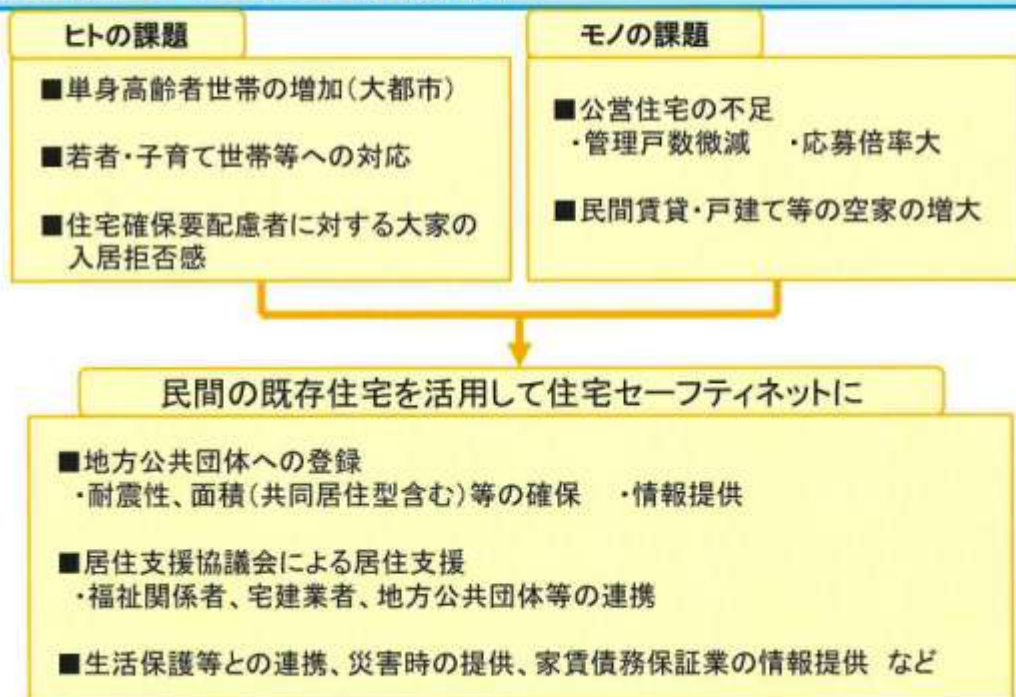 ヒトの課題
■単身高齢者世帯の増加(大都市)
■若者・子育て世帯等への対応
■住宅確保要配慮者に対する大家の
入居拒否感
モノの課題
■公営住宅の不足
・管理戸数微減 ・応募倍率大
■民間賃貸・戸建て等の空家の増大
民間の既存住宅を活用して住宅セーフティネットに
■地方公共団体への登録
・耐震性、面積(共同居住型含む)等の確保 ・情報提供
■居住支援協議会による居住支援
・福祉関係者、宅建業者、地方公共団体等の連携
■生活保護等との連携、災害時の提供、家賃債務保証業の情報提供 など